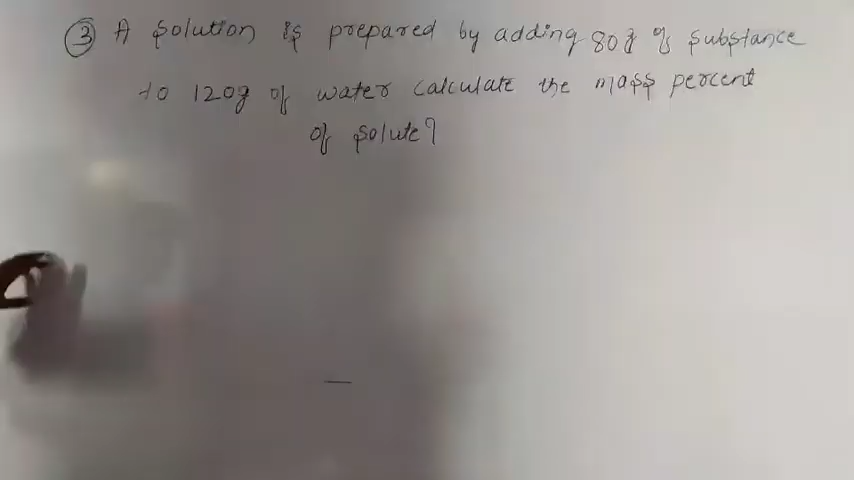 ③ A solution is prepared by adding 80g of substance
to 120g of water calculate the mass percent
of solute?